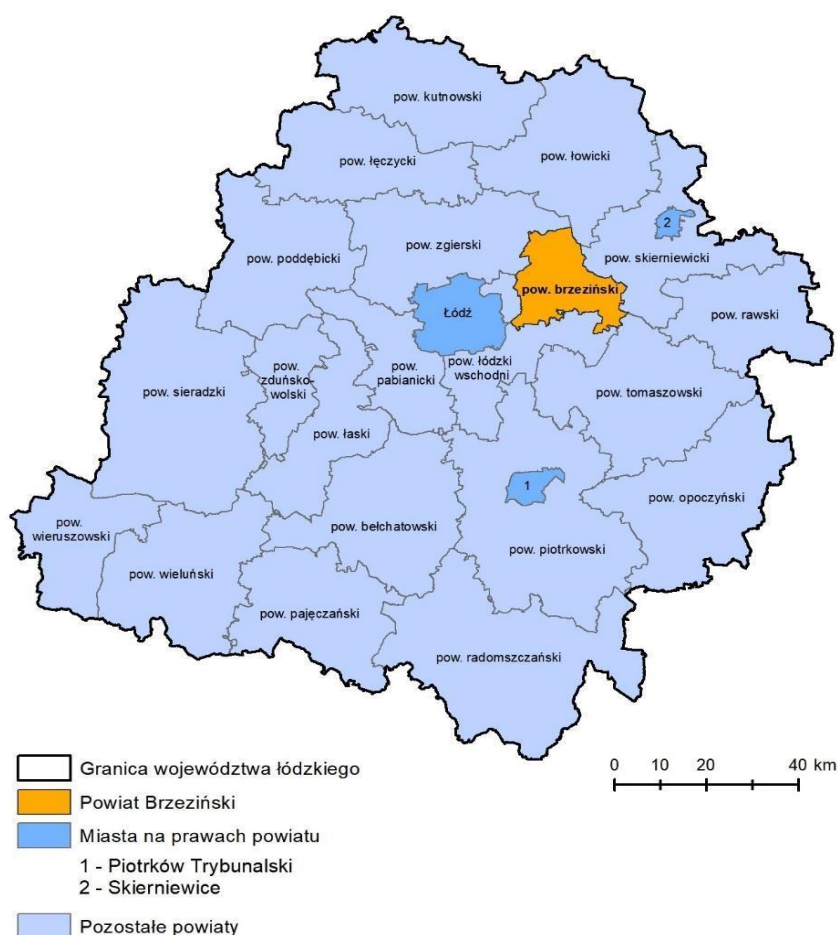 pow. kutnowski
pow. łęczycki
pow. łowicki
2
pow. zgierski
pow. skierniewicki
pow. poddębicki
pow. brzeziński
Łódź
pow. rawski
pow.
zduńsko-
wolski
pow.
pabianicki
pow. łódzki
wschodni
pow. sieradzki
pow. tomaszowski
pow. łaski
1
pow. opoczyński
pow.
wieruszowski
pow. bełchatowski
pow. piotrkowski
pow. wieluński
pow. pajęczański
pow. radomszczański
Granica województwa łódzkiego
Powiat Brzeziński
Miasta na prawach powiatu
1 - Piotrków Trybunalski
2 - Skierniewice
Pozostałe powiaty
0 10 20 40 km